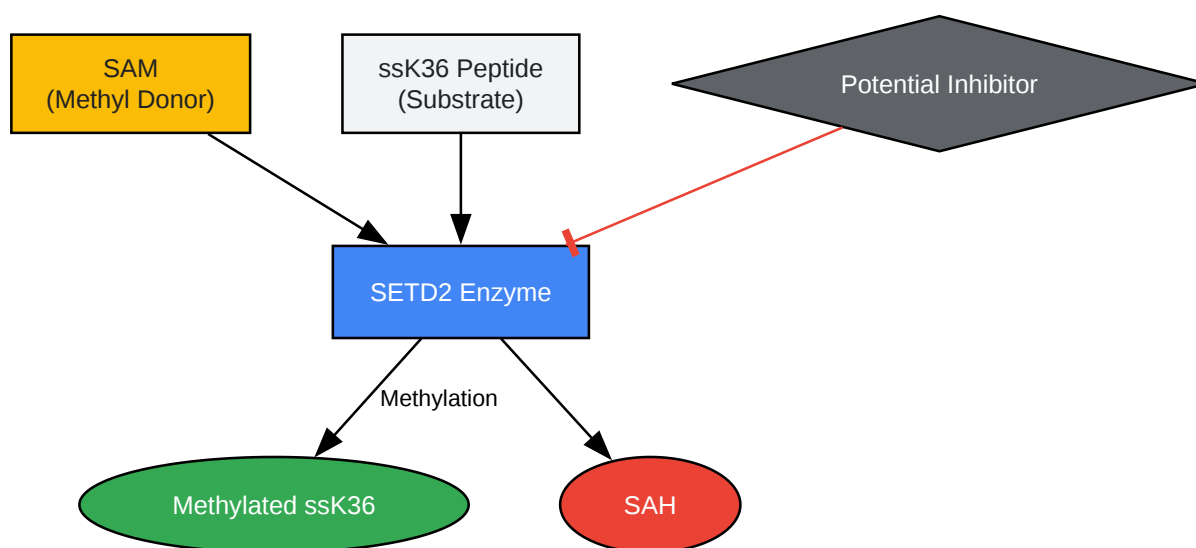 SAM
(Methyl Donor)
ssK36 Peptide
(Substrate)
Potential Inhibitor
SETD2 Enzyme
Methylation
Methylated ssK36
SAH